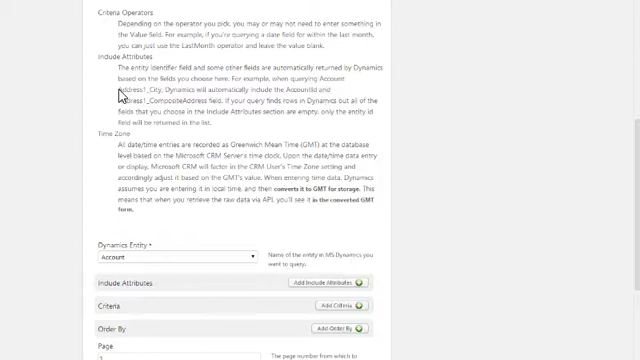 Criteria Operators
Depending on the operator you pick, you may or may not need to enter something in
the Value field. For example, if you're querying a date field for within the last month,
you can just use the LastMonth operator and leave the value blank.
Include Attributes
The entity identifier field and some other fields are automatically returned by Dynamics
based on the fields you choose here. For example, when querying Account
Address1_City, Dynamics will automatically include the AccountId and
Address1_CompositeAddress field. If your query finds rows in Dynamics but all of the
fields that you choose in the Include Attributes section are empty, only the entity id
field will be returned in the list.
Time Zone
All date/time entries are recorded as Greenwich Mean Time (GMT) at the database
level based on the Microsoft CRM Server's time clock. Upon the date/time data entry
or display, Microsoft CRM will factor in the CRM User's Time Zone setting and
accordingly adjust it based on the GMT's value. When entering time data, Dynamics
assumes you are entering it in local time, and then converts it to GMT for storage. This
means that when you retrieve the raw data via API, you'll see it in the converted GMT
form.
Dynamics Entity *
Account
Name of the entity in MS Dynamics you
want to query.
Include Attributes
Add Include Attributes
Criteria
Add Criteria
Order By
Add Order By
Page
1
The page number from which to